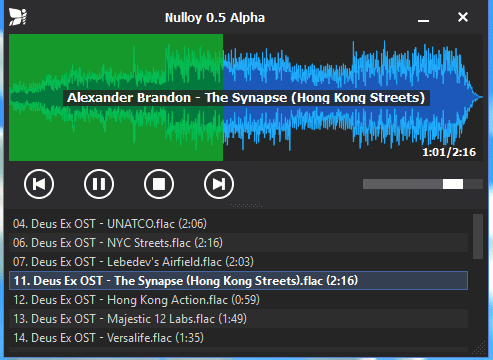 Nulloy 0.5 Alpha
Alexander Brandon - The Synapse (Hong Kong Streets)
1:01/2:16
04. Deus Ex OST - UNATCO.flac (2:06)
06. Deus Ex OST - NYC Streets.flac (2:16)
07. Deus Ex OST - Lebedev's Airfield.flac (2:03)
11. Deus Ex OST - The Synapse (Hong Kong Streets).flac (2:16)
12. Deus Ex OST - Hong Kong Action.flac (0:59)
13. Deus Ex OST - Majestic 12 Labs.flac (1:49)
14. Deus Ex OST - Versalife.flac (1:35)